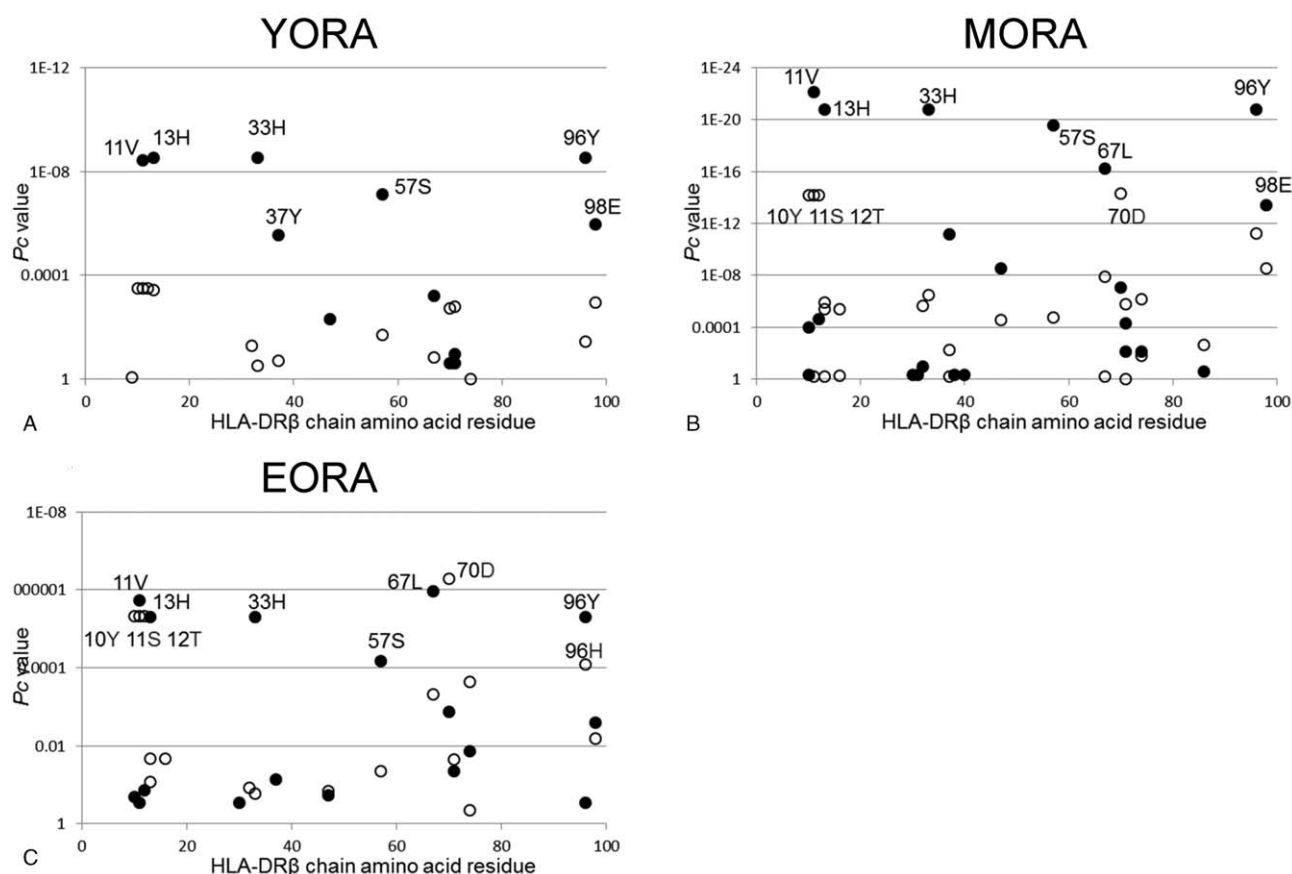 YORA
1E-12
1E-08
0.0001
1
Pc value
11V
13H
33H
37Y
57S
96Y
98E
0 20 40 60 80 100
HLA-DRβ chain amino acid residue
A
MORA
1E-24
1E-20
1E-16
1E-12
1E-08
0.0001
1
Pc value
11V
13H
33H
57S
67L
96Y
98E
10Y 11S 12T
70D
0 20 40 60 80 100
HLA-DRβ chain amino acid residue
B
EORA
1E-08
000001
.0001
0.01
1
Pc value
11V
13H
33H
67L
70D
96Y
10Y 11S 12T
57S
96H
0 20 40 60 80 100
HLA-DRβ chain amino acid residue
C